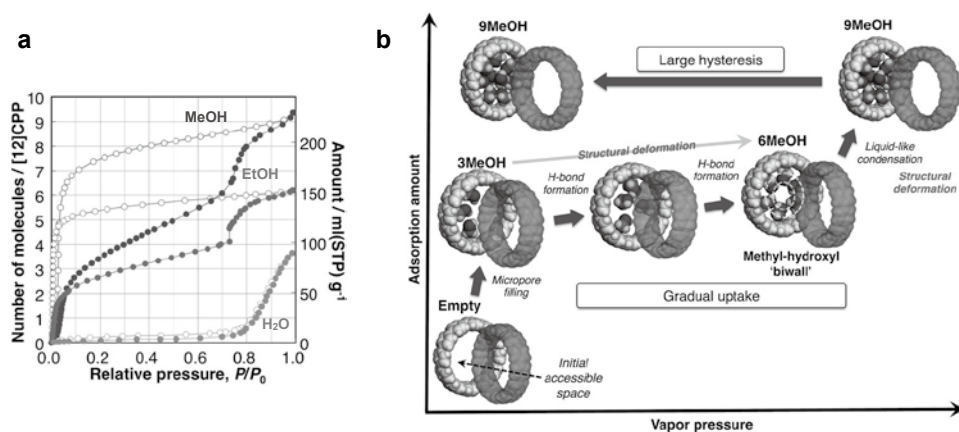 a
Number of molecules / [12]CPP
10
9
8
7
6
5
4
3
2
1
0
MeOH
EtOH
H₂O
200
150
100
50
0
Amount / ml(STP) g⁻¹
0.0 0.2 0.4 0.6 0.8 1.0
Relative pressure, P/P₀
b
Adsorption amount
9MeOH
Large hysteresis
9MeOH
3MeOH
Structural deformation
6MeOH
Liquid-like
condensation
Structural
deformation
H-bond
formation
H-bond
formation
Methyl-hydroxyl
'biwall'
Micropore
filling
Gradual uptake
Empty
Initial
accessible
space
Vapor pressure